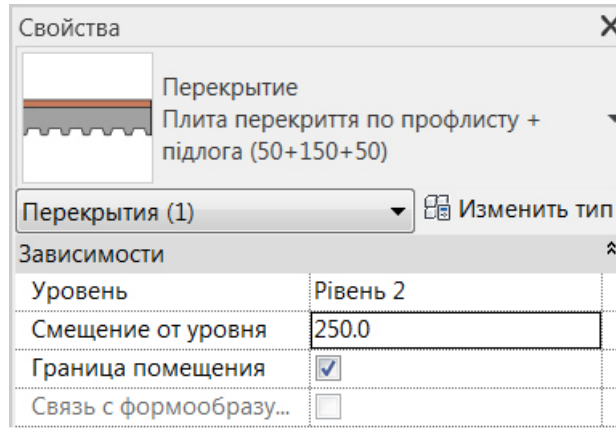 Свойства
Перекрытие
Плита перекриття по профлисту +
підлога (50+150+50)
Перекрытия (1)
Изменить тип
Зависимости
Уровень
Рівень 2
Смещение от уровня
250.0
Граница помещения
Связь с формообразу...